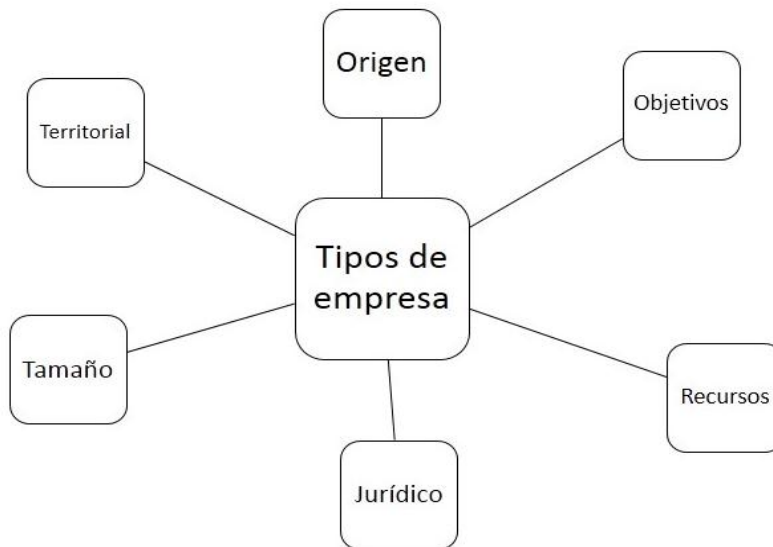 Origen
Objetivos
Territorial
Tipos de
empresa
Tamaño
Recursos
Jurídico